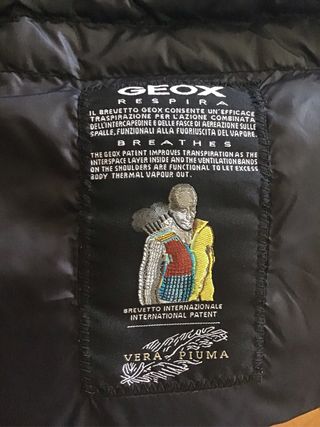 GEOX
RESPIRA
IL BREVETTO GEOX CONSENTE UN'EFFICACE
TRASPIRAZIONE PER L'AZIONE COMBINATA
DELL'INTERCAPEDINE E DELLE FASCE DI AEREAZIONE SULLE
SPALLE, FUNZIONALI ALLA FUORIUSCITA DEL VAPORE.
BREATHES
THE GEOX PATENT IMPROVES TRANSPIRATION AS THE
INTERSPACE LAYER INSIDE AND THE VENTILATION BANDS
ON THE SHOULDERS ARE FUNCTIONAL TO LET EXCESS
BODY THERMAL VAPOUR OUT.
BREVETTO INTERNAZIONALE
INTERNATIONAL PATENT
VERA PIUMA